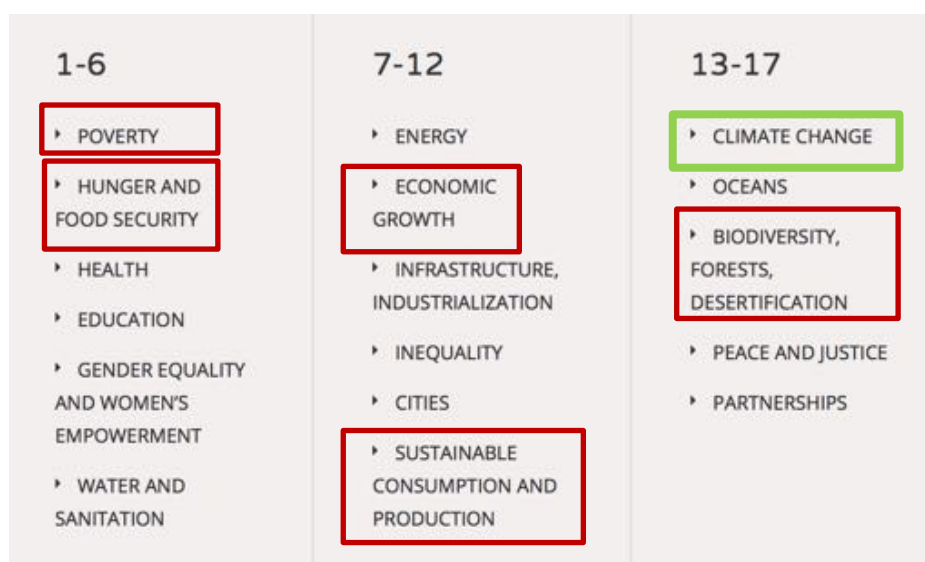 1-6
POVERTY
HUNGER AND
FOOD SECURITY
HEALTH
EDUCATION
GENDER EQUALITY
AND WOMEN'S
EMPOWERMENT
WATER AND
SANITATION
7-12
ENERGY
ECONOMIC
GROWTH
INFRASTRUCTURE,
INDUSTRIALIZATION
INEQUALITY
CITIES
SUSTAINABLE
CONSUMPTION AND
PRODUCTION
13-17
CLIMATE CHANGE
OCEANS
BIODIVERSITY,
FORESTS,
DESERTIFICATION
PEACE AND JUSTICE
PARTNERSHIPS